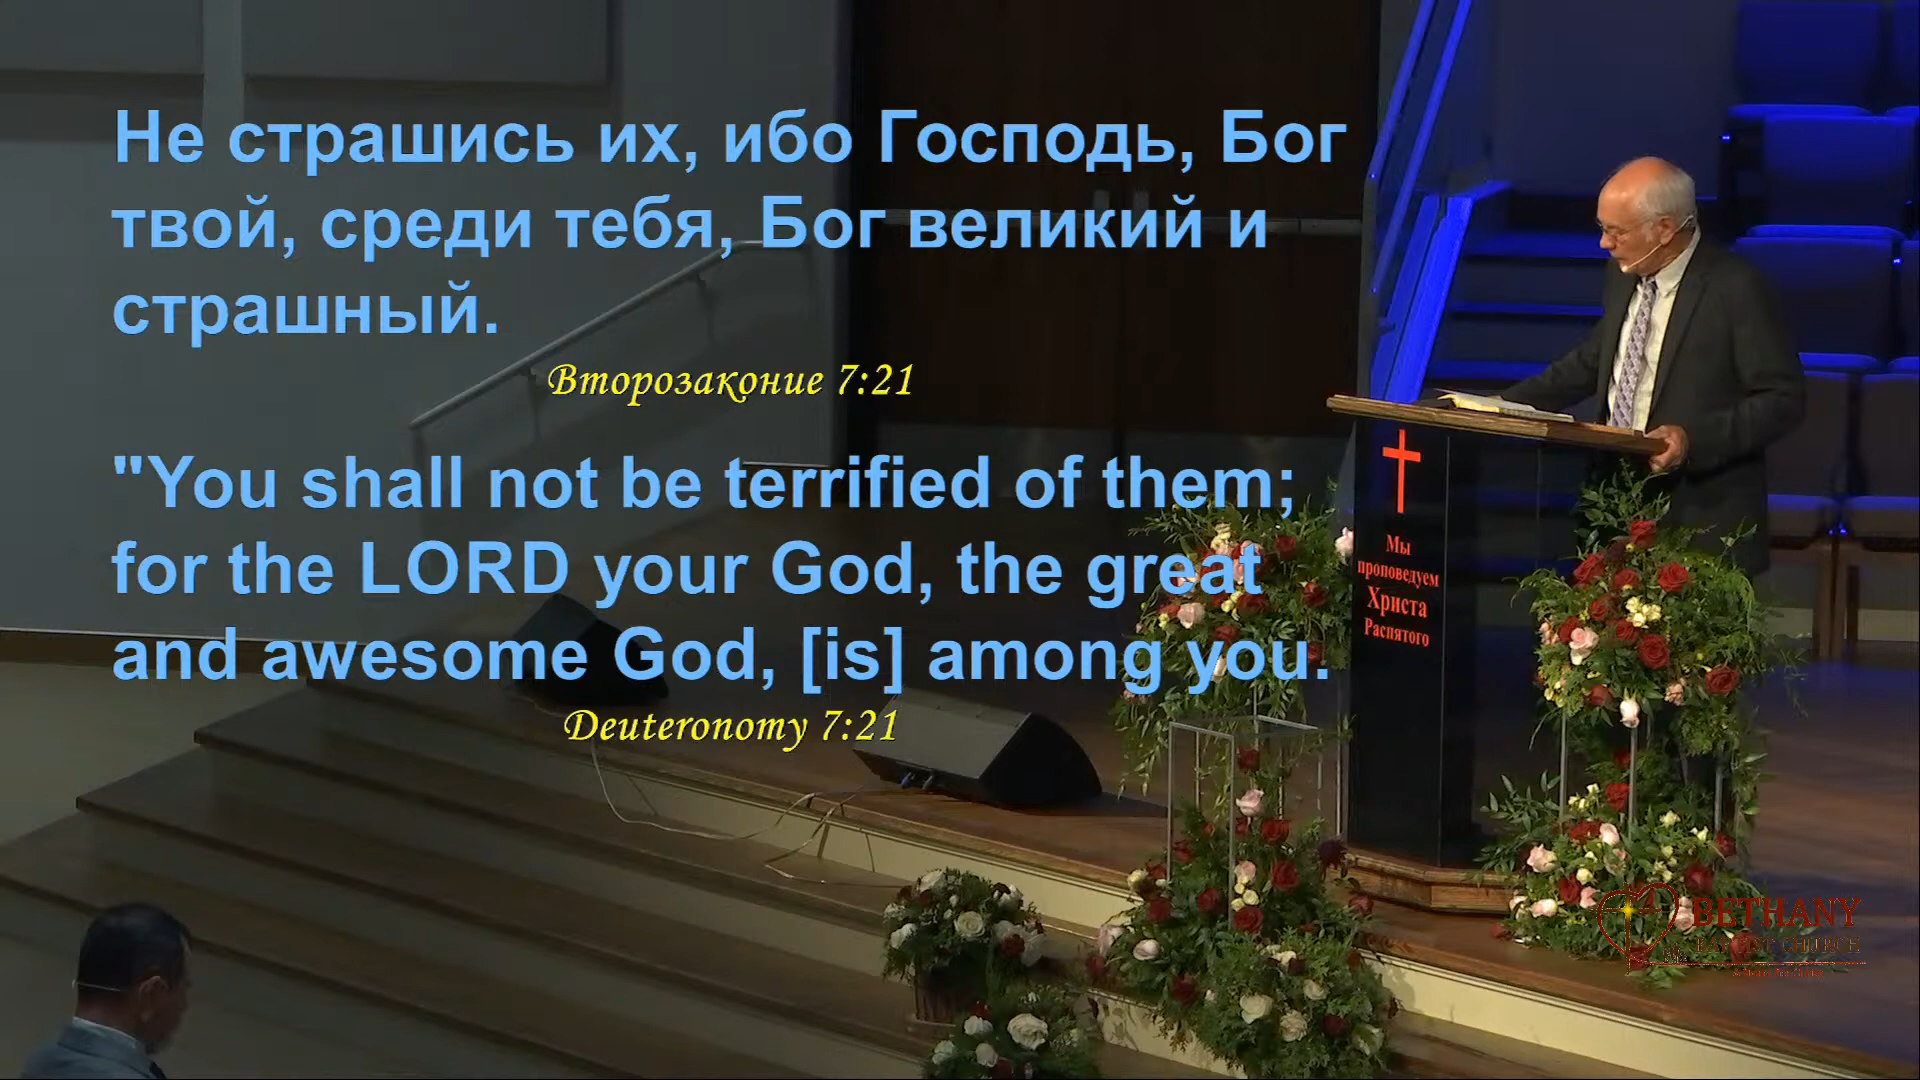 Не страшись их, ибо Господь, Бог
твой, среди тебя, Бог великий и
страшный.
Второзаконие 7:21
"You shall not be terrified of them;
for the LORD your God, the great
and awesome God, [is] among you.
Deuteronomy 7:21
Мы
проповедуем
Христа
Распятого
BETHANY
BAPTIST CHURCH